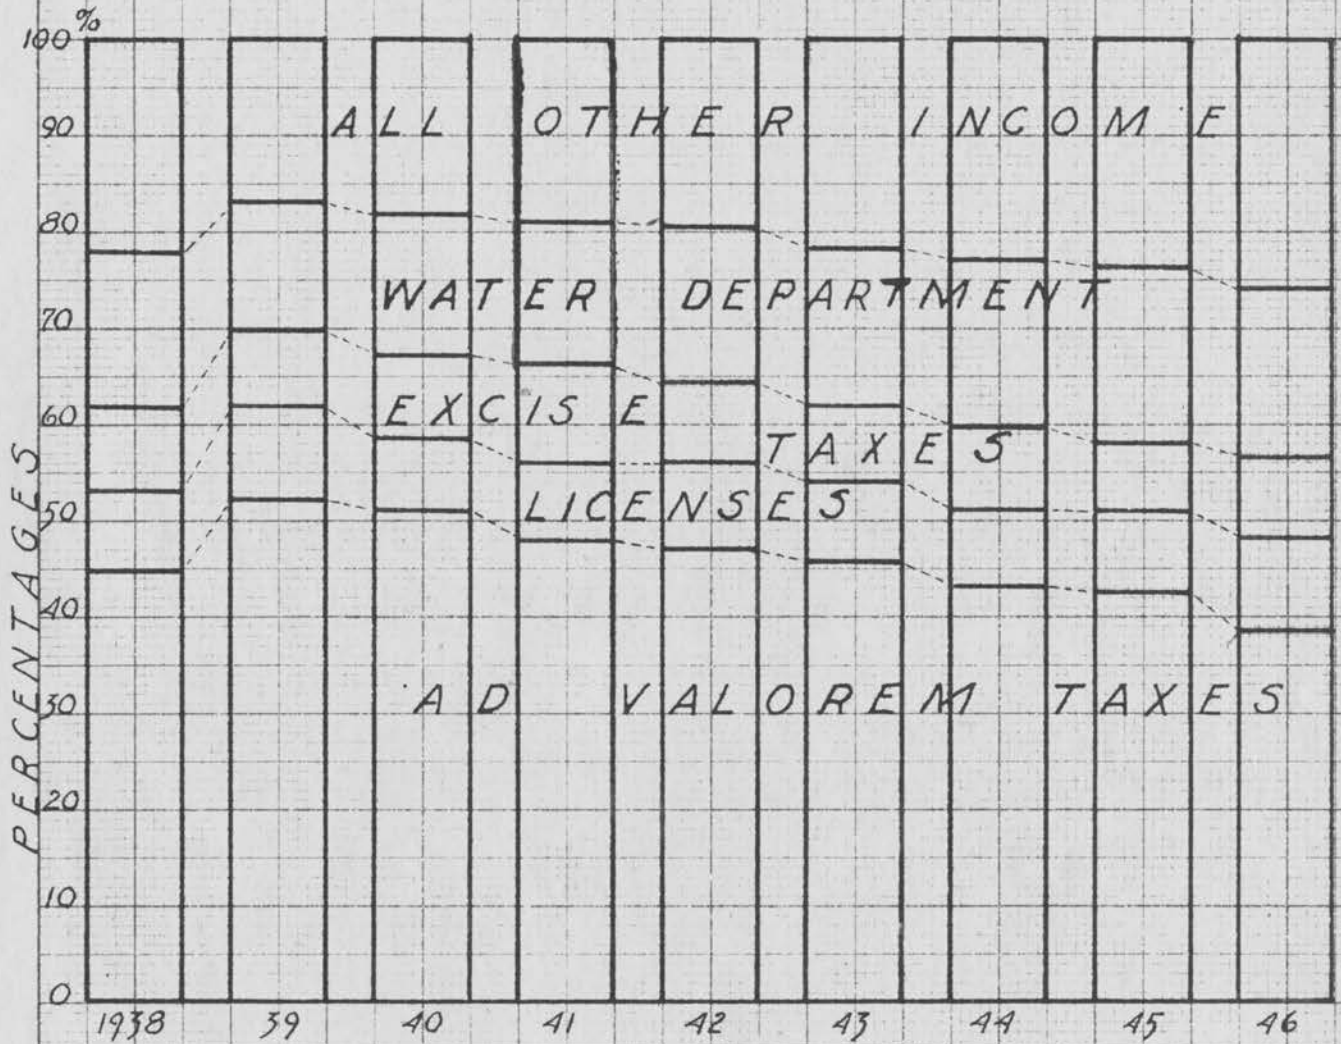 %
100
90
80
70
60
50
40
30
20
10
0
PERCENTAGES
ALL OTHER INCOME
WATER DEPARTMENT
EXCISE TAXES
LICENSES
AD VALOREM TAXES
1938 39 40 41 42 43 44 45 46